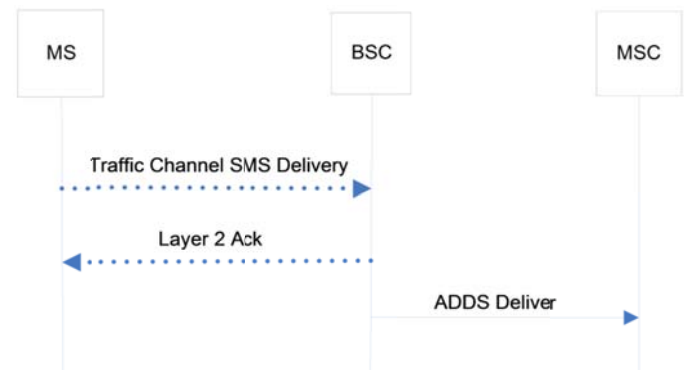 MS
BSC
MSC
Traffic Channel SMS Delivery
Layer 2 Ack
ADDS Deliver